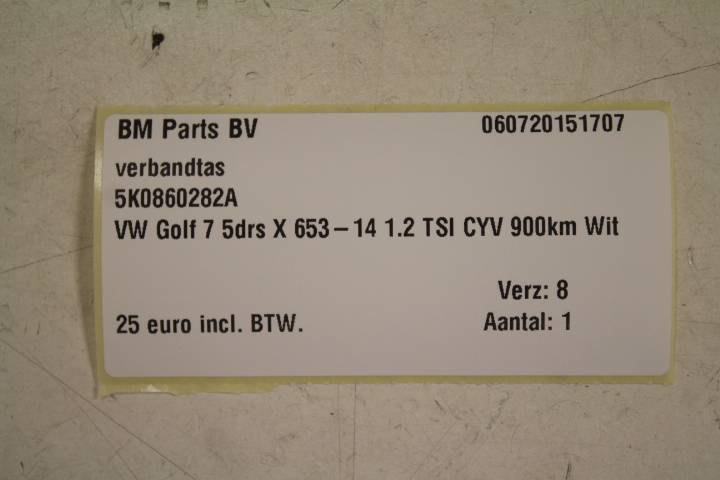 BM Parts BV 060720151707
verbandtas
5K0860282A
VW Golf 7 5drs X 653-14 1.2 TSI CYV 900km Wit
Verz: 8
25 euro incl. BTW. Aantal: 1